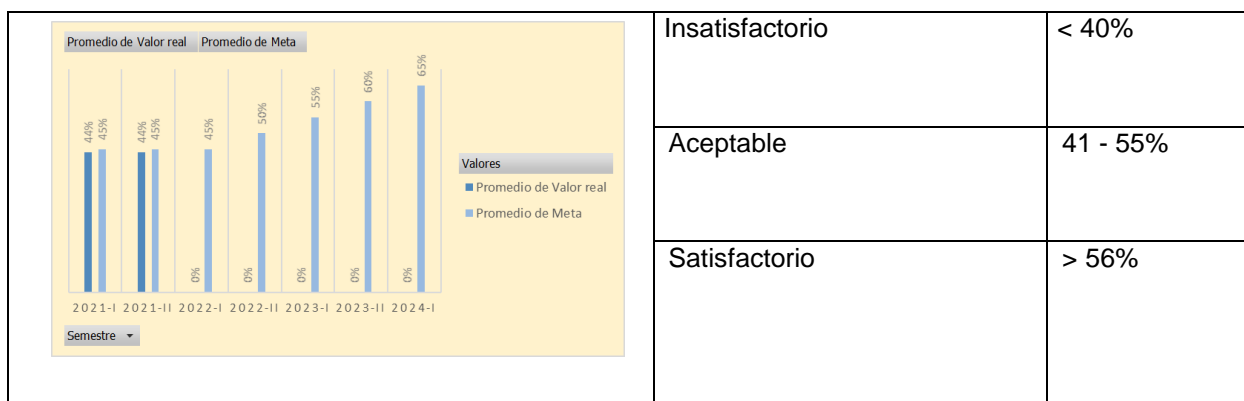 Promedio de Valor real Promedio de Meta
44%
45%
44%
45%
0%
45%
0%
50%
0%
55%
0%
60%
0%
65%
2021-I 2021-II 2022-I 2022-II 2023-I 2023-II 2024-I
Semestre
Valores
Promedio de Valor real
Promedio de Meta
Insatisfactorio < 40%
Aceptable 41 - 55%
Satisfactorio > 56%